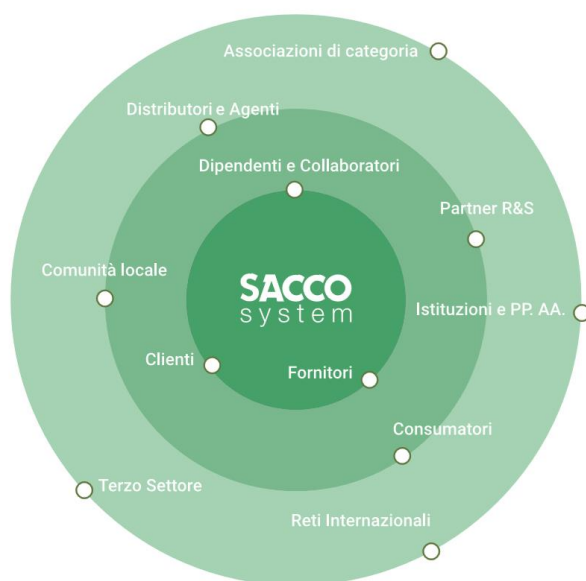 Associazioni di categoria
Distributori e Agenti
Dipendenti e Collaboratori
Partner R&S
Comunità locale
SACCO
system
Istituzioni e PP. AA.
Clienti
Fornitori
Consumatori
Terzo Settore
Reti Internazionali